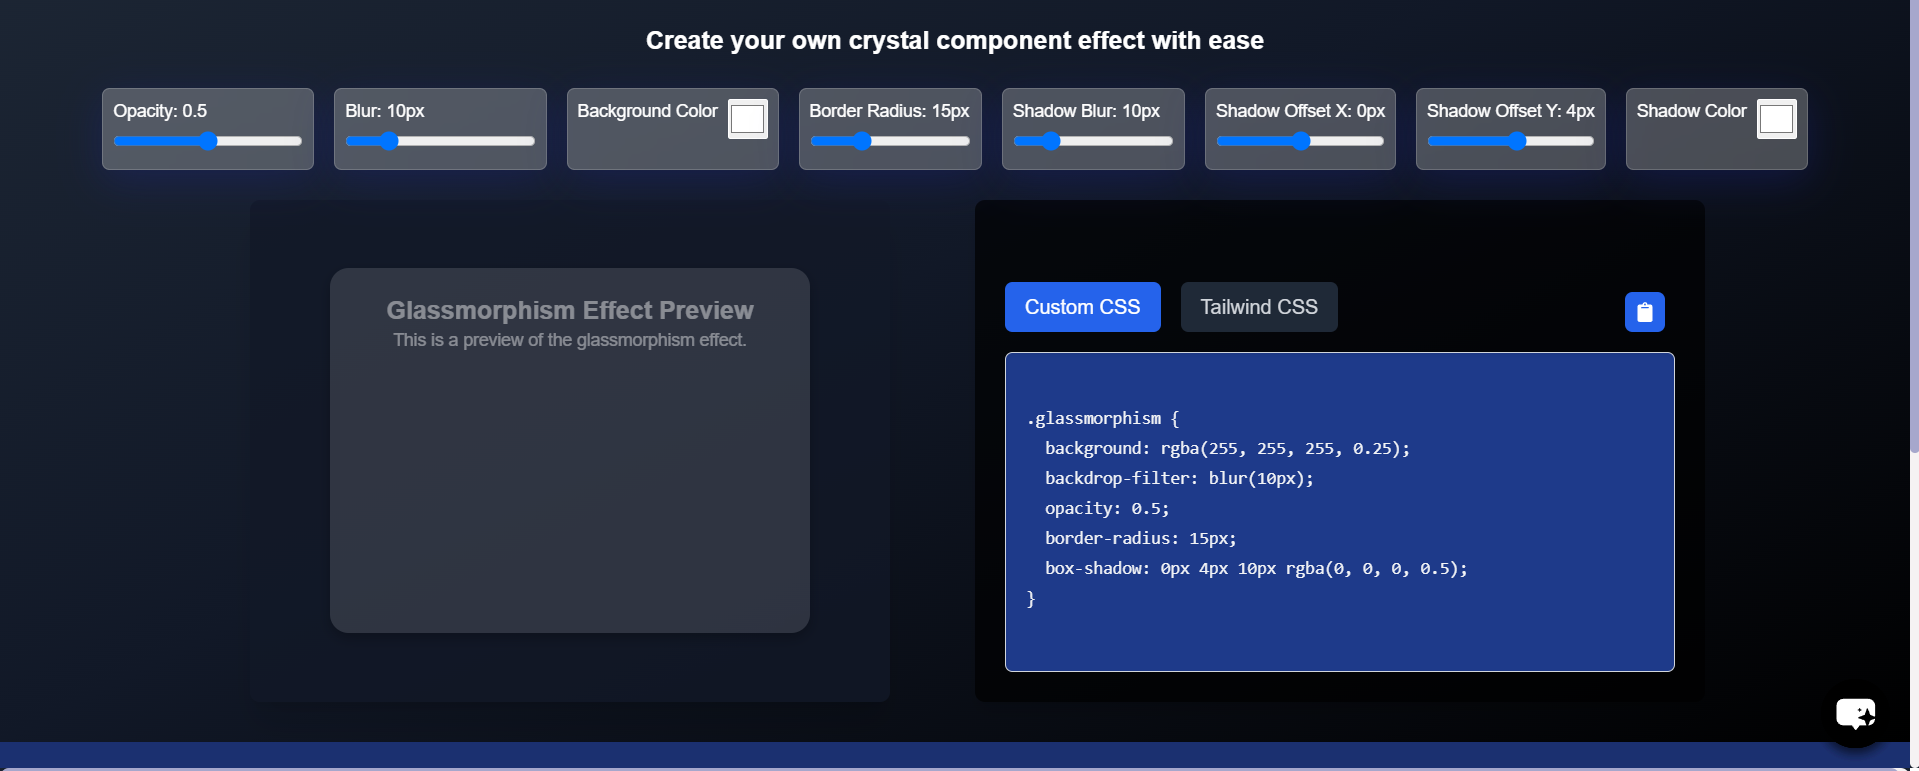 Create your own crystal component effect with ease
Opacity: 0.5
Blur: 10px
Background Color
Border Radius: 15px
Shadow Blur: 10px
Shadow Offset X: 0px
Shadow Offset Y: 4px
Shadow Color
Glassmorphism Effect Preview
This is a preview of the glassmorphism effect.
Custom CSS
Tailwind CSS
.glassmorphism {
  background: rgba(255, 255, 255, 0.25);
  backdrop-filter: blur(10px);
  opacity: 0.5;
  border-radius: 15px;
  box-shadow: 0px 4px 10px rgba(0, 0, 0, 0.5);
}